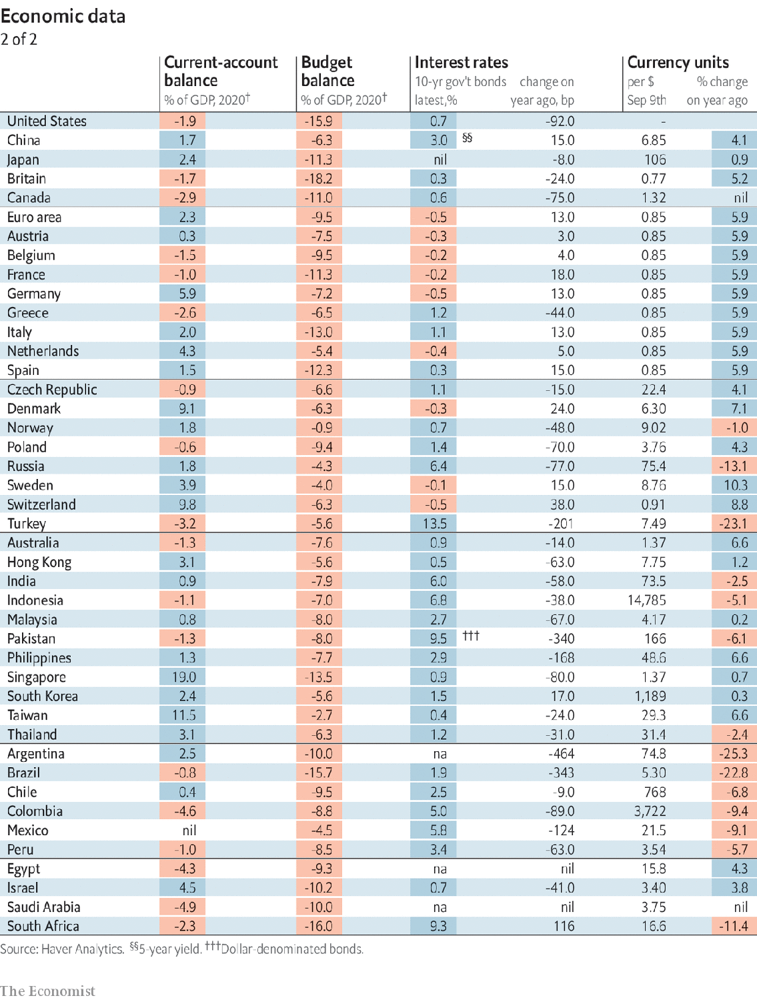 Economic data
2 of 2
Current-account Budget Interest rates Currency units
balance balance 10-yr gov't bonds change on per $ % change
% of GDP, 2020† % of GDP, 2020† latest,% year ago, bp Sep 9th on year ago
United States -1.9 -15.9 0.7 -92.0 -
China 1.7 -6.3 3.0 §§ 15.0 6.85 4.1
Japan 2.4 -11.3 nil -8.0 106 0.9
Britain -1.7 -18.2 0.3 -24.0 0.77 5.2
Canada -2.9 -11.0 0.6 -75.0 1.32 nil
Euro area 2.3 -9.5 -0.5 13.0 0.85 5.9
Austria 0.3 -7.5 -0.3 3.0 0.85 5.9
Belgium -1.5 -9.5 -0.2 4.0 0.85 5.9
France -1.0 -11.3 -0.2 18.0 0.85 5.9
Germany 5.9 -7.2 -0.5 13.0 0.85 5.9
Greece -2.6 -6.5 1.2 -44.0 0.85 5.9
Italy 2.0 -13.0 1.1 13.0 0.85 5.9
Netherlands 4.3 -5.4 -0.4 5.0 0.85 5.9
Spain 1.5 -12.3 0.3 15.0 0.85 5.9
Czech Republic -0.9 -6.6 1.1 -15.0 22.4 4.1
Denmark 9.1 -6.3 -0.3 24.0 6.30 7.1
Norway 1.8 -0.9 0.7 -48.0 9.02 -1.0
Poland -0.6 -9.4 1.4 -70.0 3.76 4.3
Russia 1.8 -4.3 6.4 -77.0 75.4 -13.1
Sweden 3.9 -4.0 -0.1 15.0 8.76 10.3
Switzerland 9.8 -6.3 -0.5 38.0 0.91 8.8
Turkey -3.2 -5.6 13.5 -201 7.49 -23.1
Australia -1.3 -7.6 0.9 -14.0 1.37 6.6
Hong Kong 3.1 -5.6 0.5 -63.0 7.75 1.2
India 0.9 -7.9 6.0 -58.0 73.5 -2.5
Indonesia -1.1 -7.0 6.8 -38.0 14,785 -5.1
Malaysia 0.8 -8.0 2.7 -67.0 4.17 0.2
Pakistan -1.3 -8.0 9.5 ††† -340 166 -6.1
Philippines 1.3 -7.7 2.9 -168 48.6 6.6
Singapore 19.0 -13.5 0.9 -80.0 1.37 0.7
South Korea 2.4 -5.6 1.5 17.0 1,189 0.3
Taiwan 11.5 -2.7 0.4 -24.0 29.3 6.6
Thailand 3.1 -6.3 1.2 -31.0 31.4 -2.4
Argentina 2.5 -10.0 na -464 74.8 -25.3
Brazil -0.8 -15.7 1.9 -343 5.30 -22.8
Chile 0.4 -9.5 2.5 -9.0 768 -6.8
Colombia -4.6 -8.8 5.0 -89.0 3,722 -9.4
Mexico nil -4.5 5.8 -124 21.5 -9.1
Peru -1.0 -8.5 3.4 -63.0 3.54 -5.7
Egypt -4.3 -9.3 na nil 15.8 4.3
Israel 4.5 -10.2 0.7 -41.0 3.40 3.8
Saudi Arabia -4.9 -10.0 na nil 3.75 nil
South Africa -2.3 -16.0 9.3 116 16.6 -11.4
Source: Haver Analytics. §§5-year yield. †††Dollar-denominated bonds.
The Economist